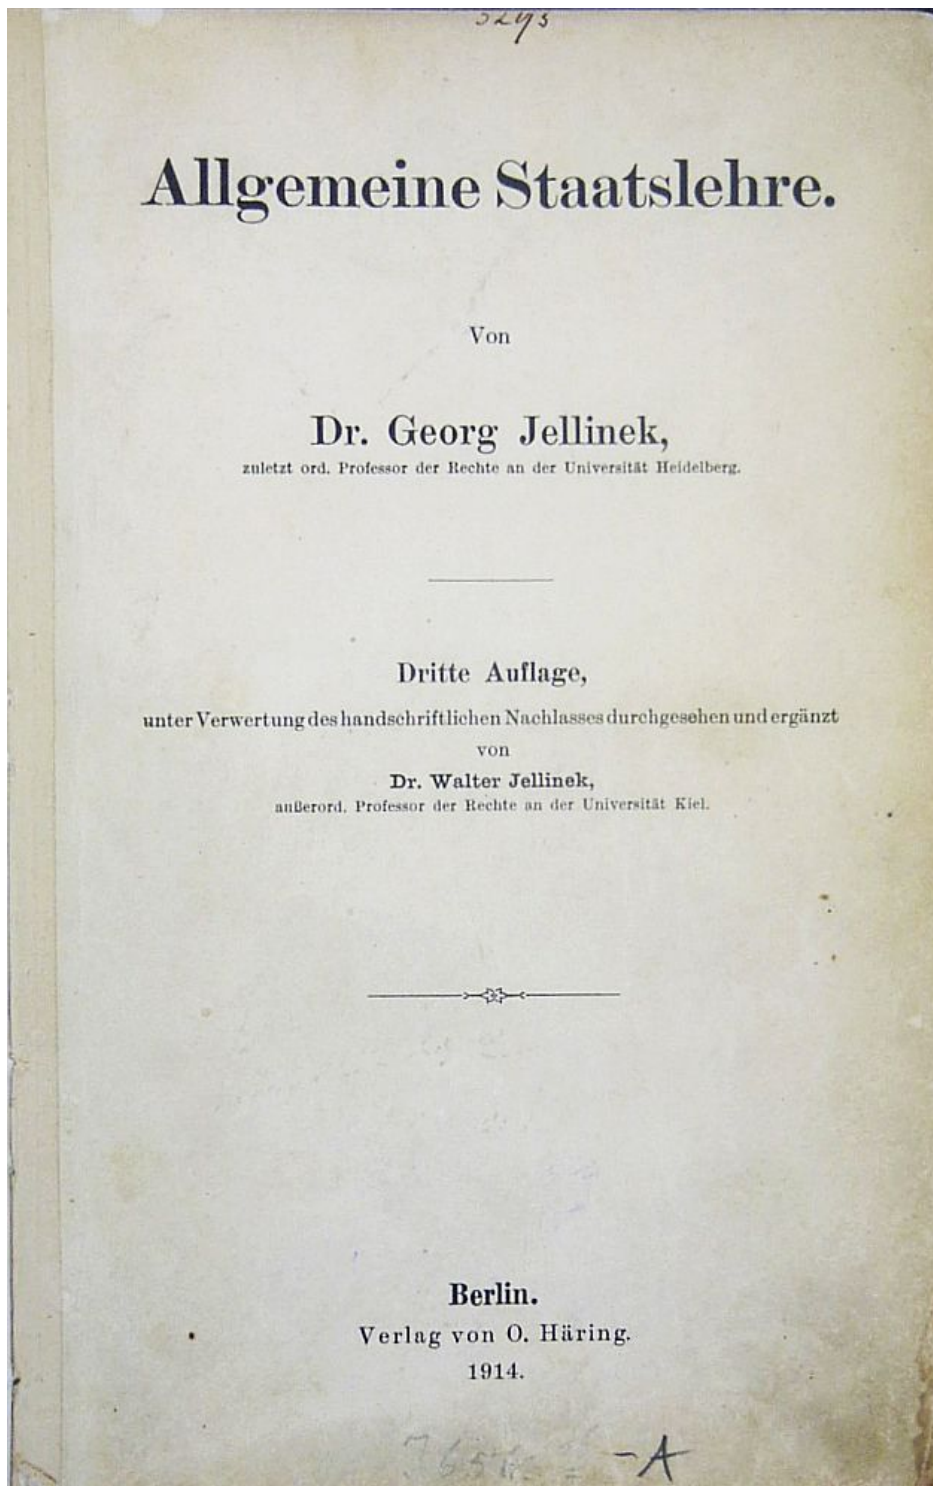 Allgemeine Staatslehre.
Von
Dr. Georg Jellinek,
zuletzt ord. Professor der Rechte an der Universität Heidelberg.
Dritte Auflage,
unter Verwertung des handschriftlichen Nachlasses durchgesehen und ergänzt
von
Dr. Walter Jellinek,
außerord. Professor der Rechte an der Universität Kiel.
Berlin.
Verlag von O. Häring.
1914.
-A